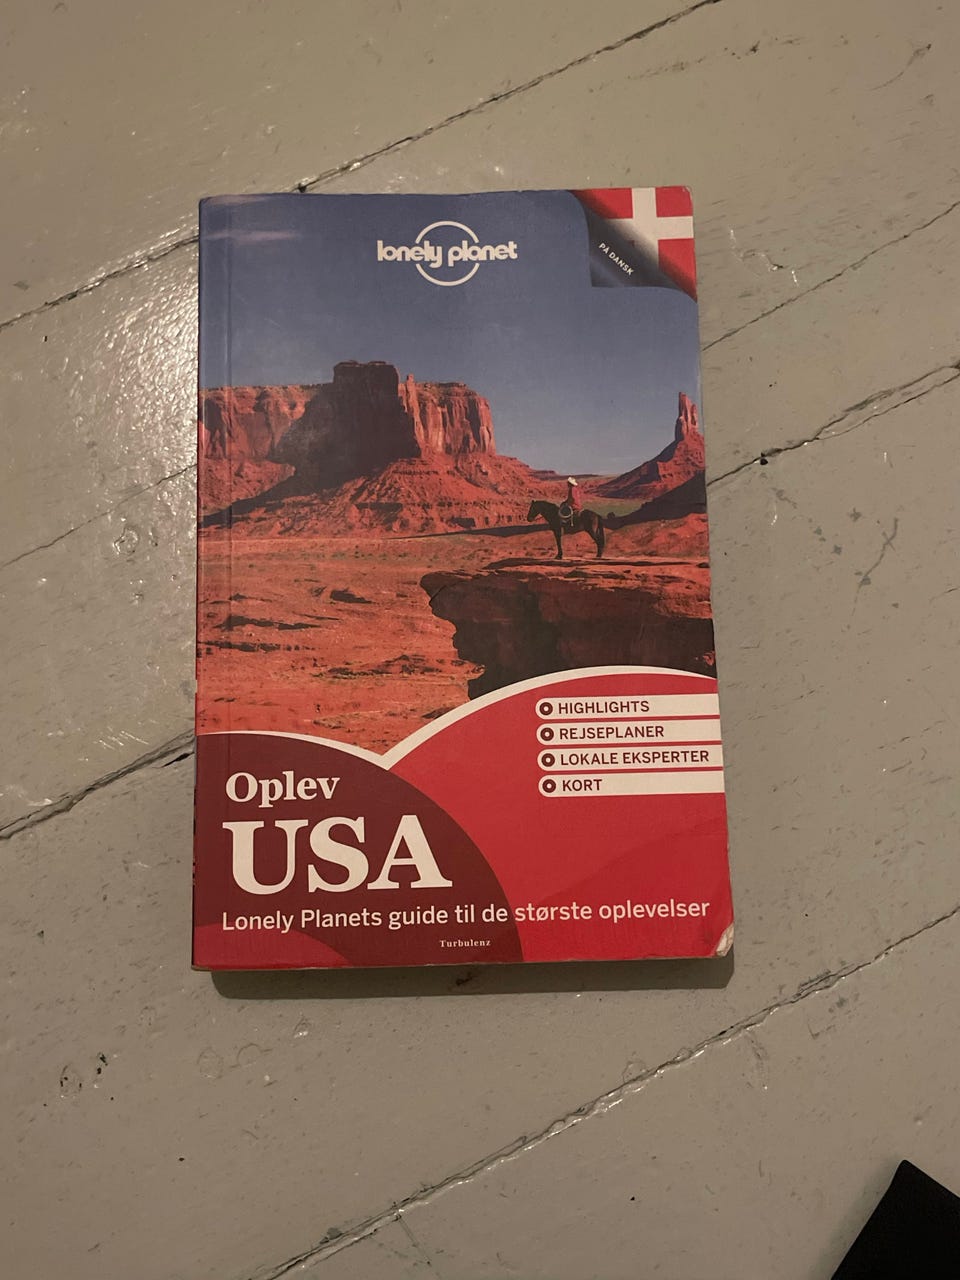 lonely planet
PÅ DANSK
HIGHLIGHTS
REJSEPLANER
LOKALE EKSPERTER
KORT
Oplev
USA
Lonely Planets guide til de største oplevelser
Turbulenz